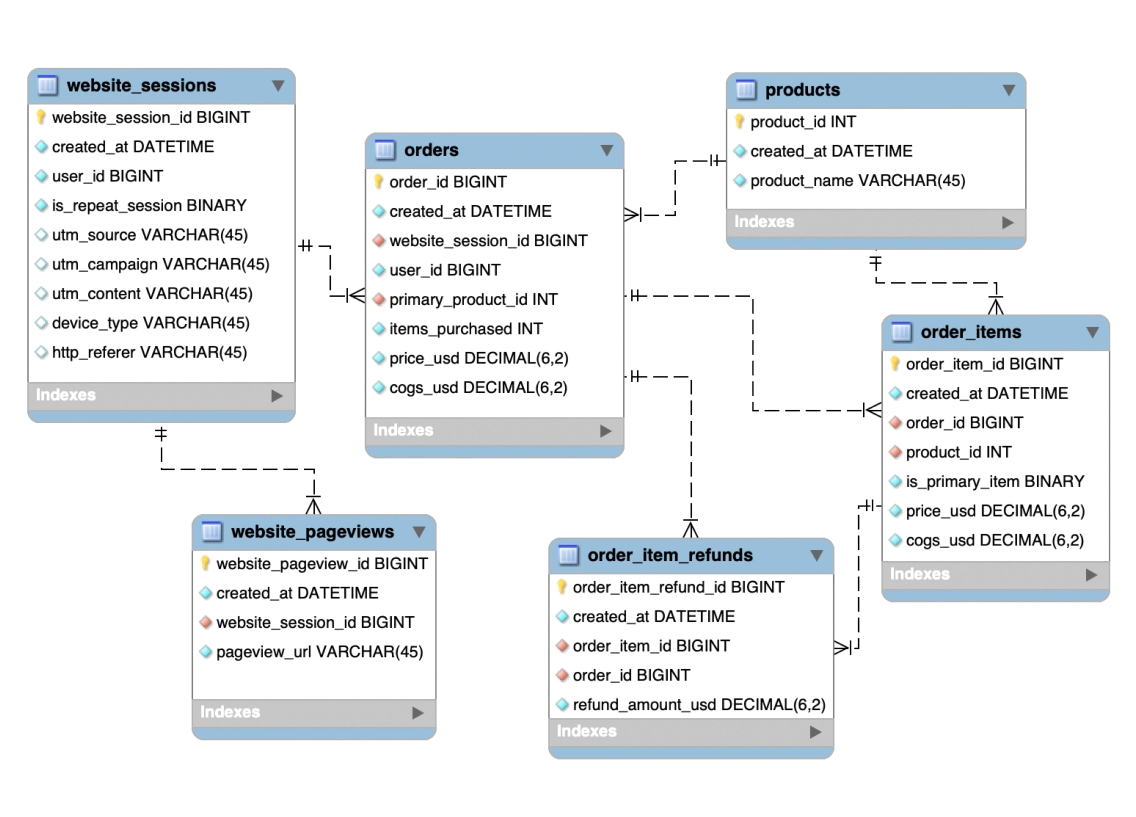 website_sessions
website_session_id BIGINT
created_at DATETIME
user_id BIGINT
is_repeat_session BINARY
utm_source VARCHAR(45)
utm_campaign VARCHAR(45)
utm_content VARCHAR(45)
device_type VARCHAR(45)
http_referer VARCHAR(45)
Indexes
orders
order_id BIGINT
created_at DATETIME
website_session_id BIGINT
user_id BIGINT
primary_product_id INT
items_purchased INT
price_usd DECIMAL(6,2)
cogs_usd DECIMAL(6,2)
Indexes
products
product_id INT
created_at DATETIME
product_name VARCHAR(45)
Indexes
order_items
order_item_id BIGINT
created_at DATETIME
order_id BIGINT
product_id INT
is_primary_item BINARY
price_usd DECIMAL(6,2)
cogs_usd DECIMAL(6,2)
Indexes
website_pageviews
website_pageview_id BIGINT
created_at DATETIME
website_session_id BIGINT
pageview_url VARCHAR(45)
Indexes
order_item_refunds
order_item_refund_id BIGINT
created_at DATETIME
order_item_id BIGINT
order_id BIGINT
refund_amount_usd DECIMAL(6,2)
Indexes